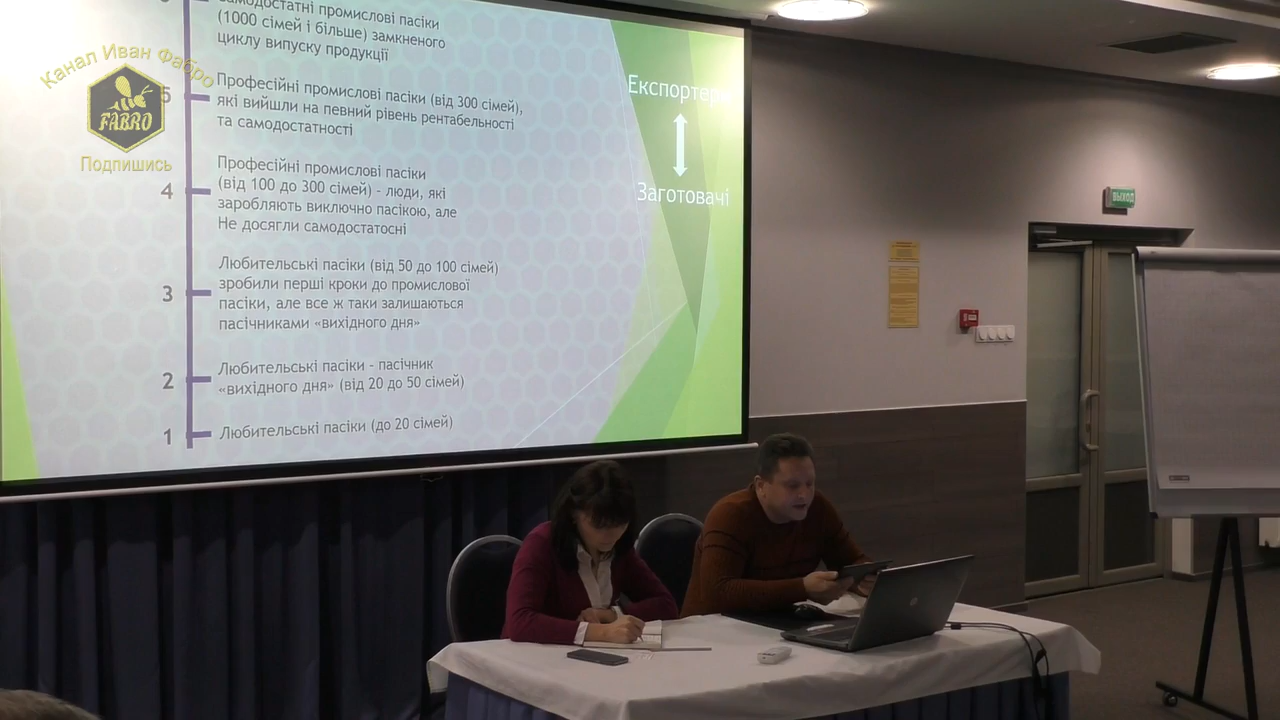 самодостатні промислові пасіки
(1000 сімей і більше) замкненого
циклу випуску продукції
5
Професійні промислові пасіки (від 300 сімей),
які вийшли на певний рівень рентабельності
та самодостатності
4
Професійні промислові пасіки
(від 100 до 300 сімей) - люди, які
заробляють виключно пасікою, але
Не досягли самодостатосні
3
Любительські пасіки (від 50 до 100 сімей)
зробили перші кроки до промислової
пасіки, але все ж таки залишаються
пасічниками «вихідного дня»
2
Любительські пасіки - пасічник
«вихідного дня» (від 20 до 50 сімей)
1
Любительські пасіки (до 20 сімей)
Експортери
Заготовачі
Канал Иван Фабро
FABRO
Подпишись
ВЫХОД
hp